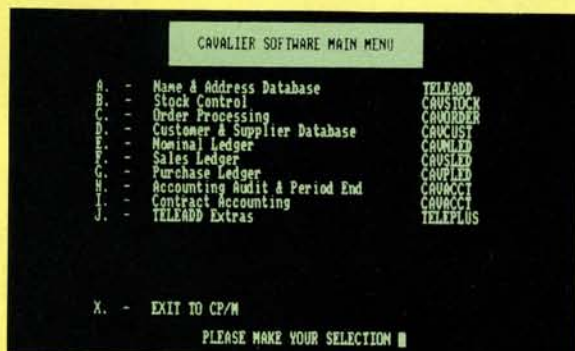 CAVALIER SOFTWARE MAIN MENU
A. - Name & Address Database TELEADD
B. - Stock Control CAVSTOCK
C. - Order Processing CAVORDER
D. - Customer & Supplier Database CAVCUST
E. - Nominal Ledger CAVNLED
F. - Sales Ledger CAVSLED
G. - Purchase Ledger CAVPLED
H. - Accounting Audit & Period End CAVACCT
I. - Contract Accounting CAVACCT
J. - TELEADD Extras TELEPLUS
X. - EXIT TO CP/M
PLEASE MAKE YOUR SELECTION